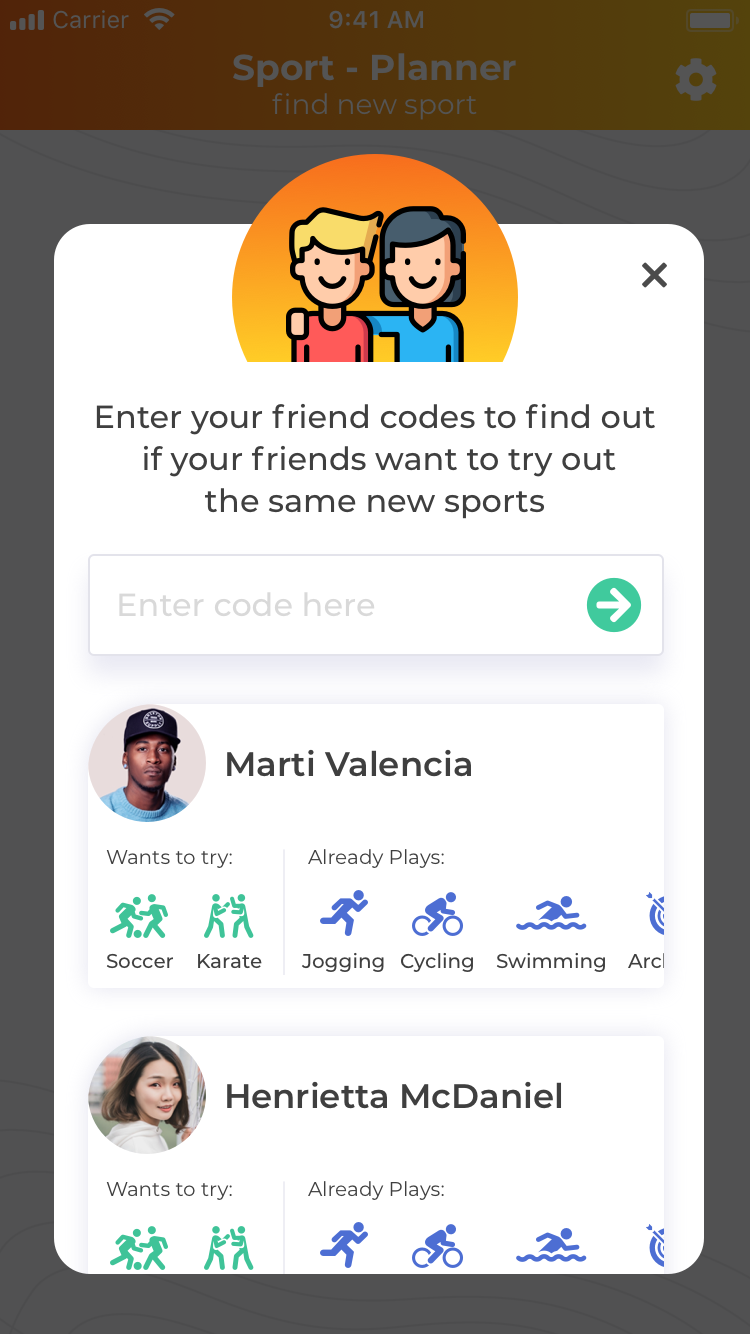 Carrier
9:41 AM
Sport - Planner
find new sport
Enter your friend codes to find out
if your friends want to try out
the same new sports
Enter code here
Marti Valencia
Wants to try:
Already Plays:
Soccer Karate Jogging Cycling Swimming Arc
Henrietta McDaniel
Wants to try:
Already Plays: